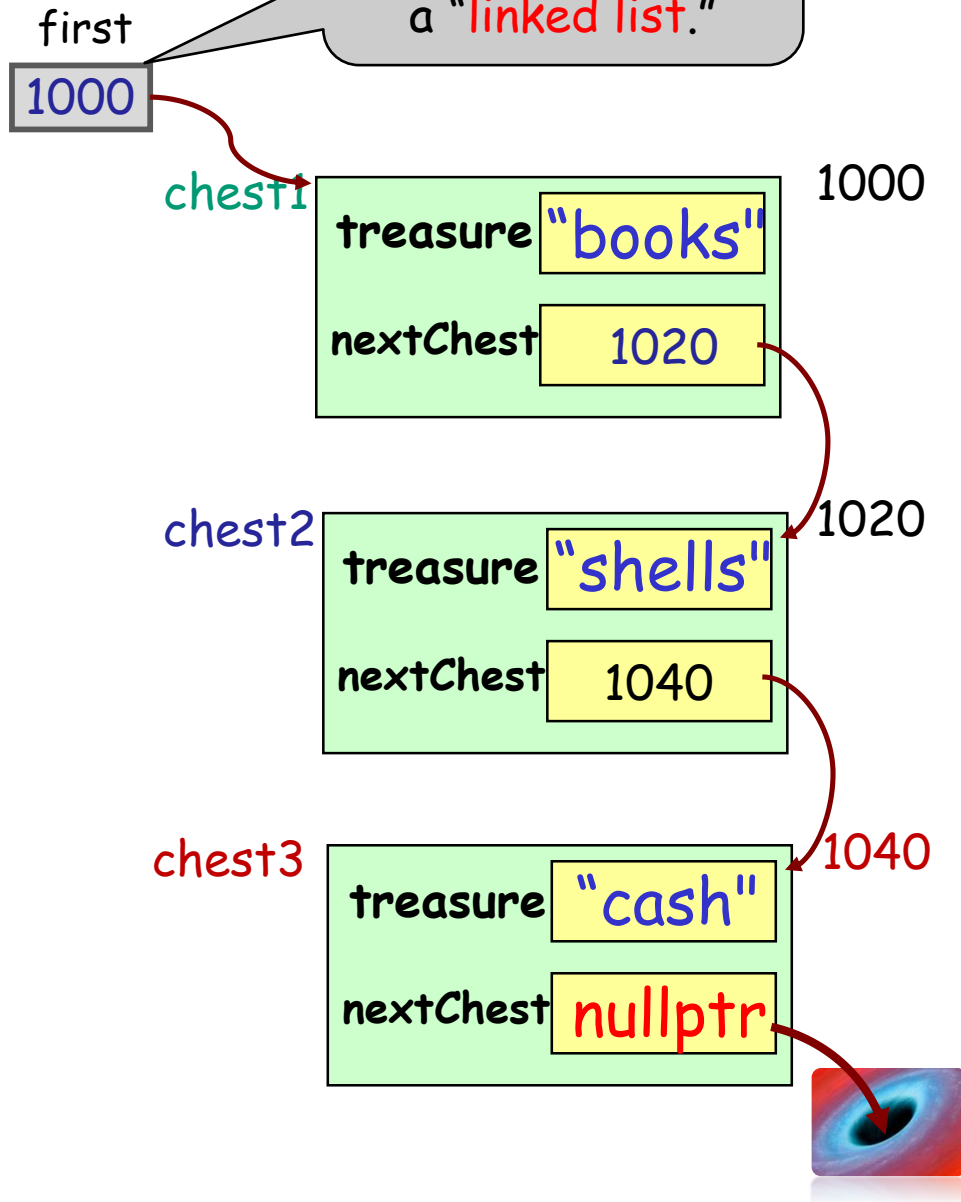 a “linked list.”
first
1000
chest1
1000
treasure “books"
nextChest 1020
chest2
1020
treasure “shells"
nextChest 1040
chest3
1040
treasure “cash"
nextChest nullptr